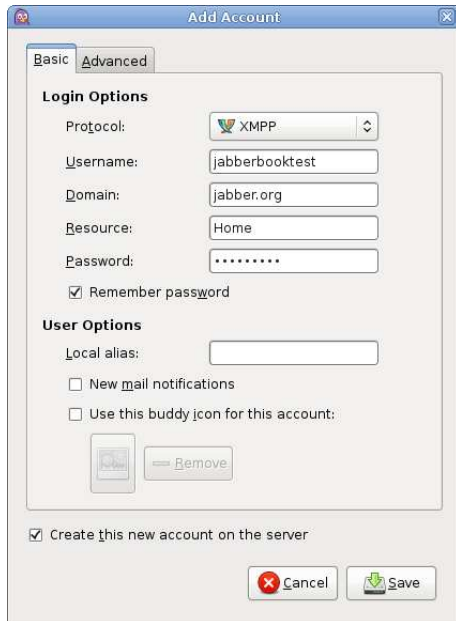 Add Account
Basic Advanced
Login Options
Protocol: XMPP
Username: jabberbooktest
Domain: jabber.org
Resource: Home
Password: •••••••••
Remember password
User Options
Local alias:
New mail notifications
Use this buddy icon for this account:
Remove
Create this new account on the server
Cancel Save